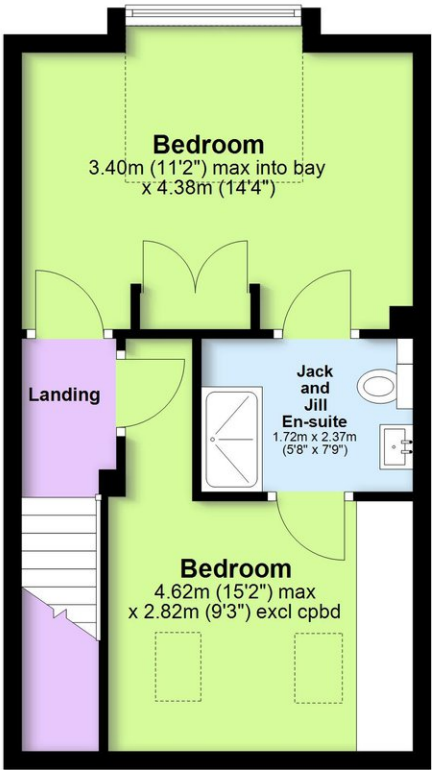 Bedroom
3.40m (11'2") max into bay
x 4.38m (14'4")
Landing
Jack
and
Jill
En-suite
1.72m x 2.37m
(5'8" x 7'9")
Bedroom
4.62m (15'2") max
x 2.82m (9'3") excl cpbd